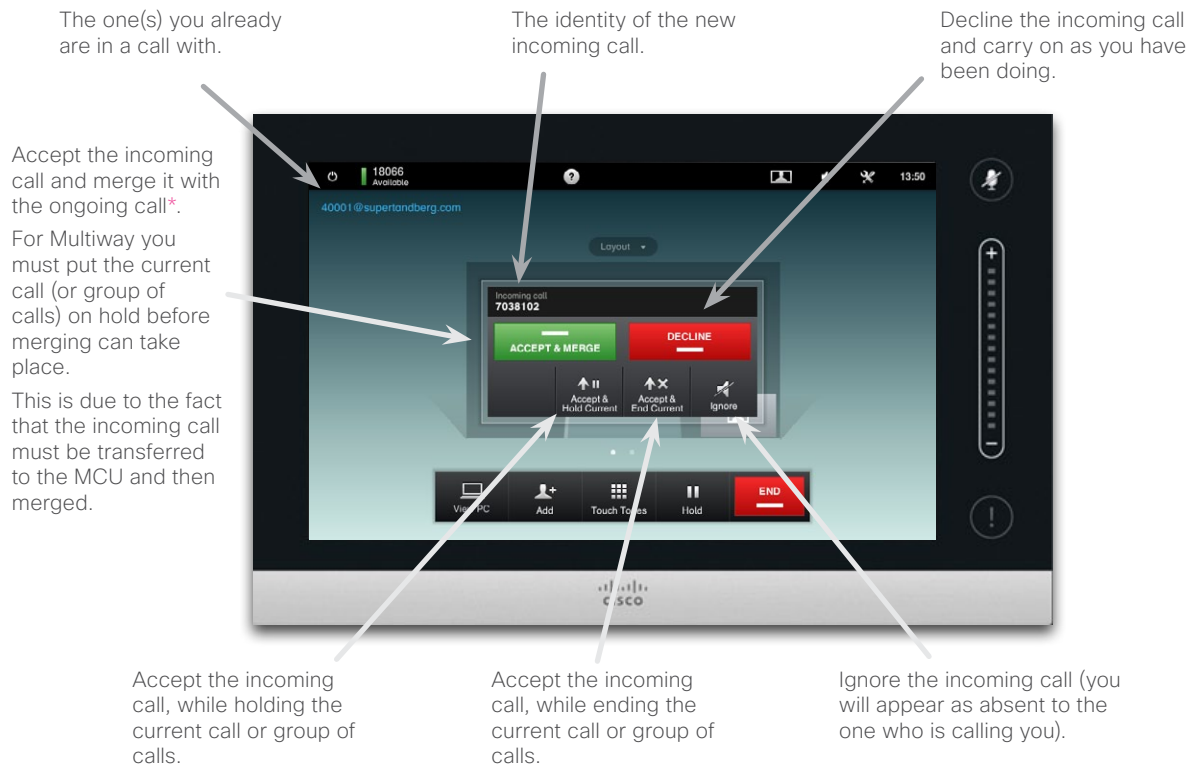 The one(s) you already
are in a call with.
The identity of the new
incoming call.
Decline the incoming call
and carry on as you have
been doing.
Accept the incoming
call and merge it with
the ongoing call*.
For Multiway you
must put the current
call (or group of
calls) on hold before
merging can take
place.
This is due to the fact
that the incoming call
must be transferred
to the MCU and then
merged.
18066
Available
?
13:50
40001@supertandberg.com
Layout
Incoming call
7038102
ACCEPT & MERGE
DECLINE
Accept &
Hold Current
Accept &
End Current
Ignore
View PC
Add
Touch Tones
Hold
END
+
−
!
CISCO
Accept the incoming
call, while holding the
current call or group of
calls.
Accept the incoming
call, while ending the
current call or group of
calls.
Ignore the incoming call (you
will appear as absent to the
one who is calling you).